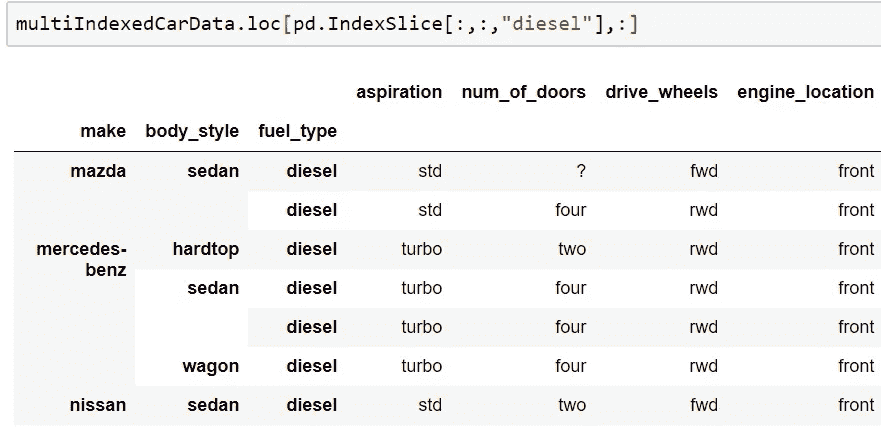 multiIndexedCarData.loc[pd.IndexSlice[:,:,"diesel"],:]
aspiration num_of_doors drive_wheels engine_location
make body_style fuel_type
mazda sedan diesel std ? fwd front
diesel std four rwd front
mercedes-benz hardtop diesel turbo two rwd front
sedan diesel turbo four rwd front
diesel turbo four rwd front
wagon diesel turbo four rwd front
nissan sedan diesel std two fwd front